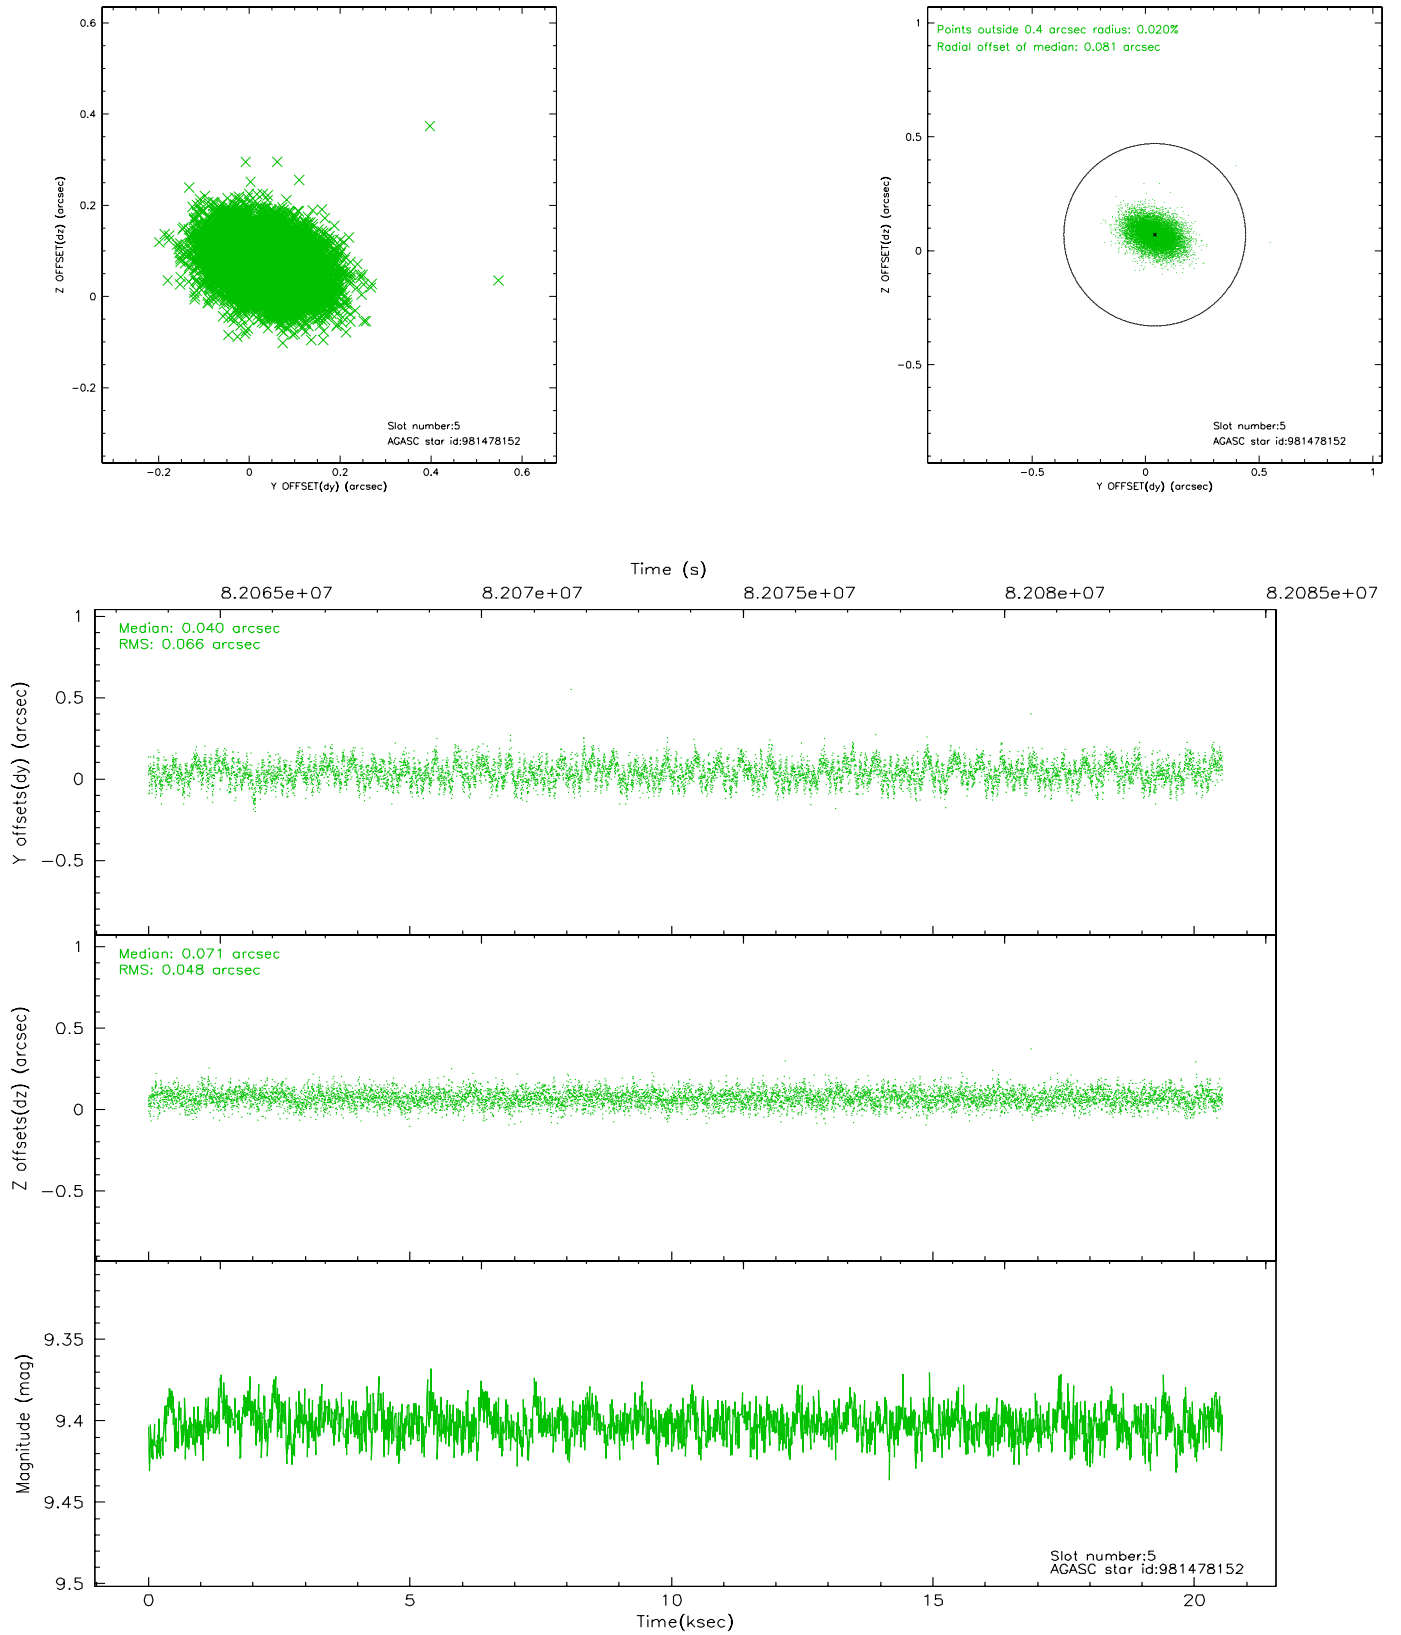 0.6
0.4
0.2
0
−0.2
Z OFFSET(dz) (arcsec)
Slot number:5
AGASC star id:981478152
−0.2 0 0.2 0.4 0.6
Y OFFSET(dy) (arcsec)
Points outside 0.4 arcsec radius: 0.020%
Radial offset of median: 0.081 arcsec
1
0.5
0
−0.5
Z OFFSET(dz) (arcsec)
Slot number:5
AGASC star id:981478152
−0.5 0 0.5 1
Y OFFSET(dy) (arcsec)
Time (s)
8.2065e+07 8.207e+07 8.2075e+07 8.208e+07 8.2085e+07
Median: 0.040 arcsec
RMS: 0.066 arcsec
1
0.5
0
−0.5
Y offsets(dy) (arcsec)
Median: 0.071 arcsec
RMS: 0.048 arcsec
1
0.5
0
−0.5
Z offsets(dz) (arcsec)
9.35
9.4
9.45
9.5
Magnitude (mag)
Slot number:5
AGASC star id:981478152
0 5 10 15 20
Time(ksec)